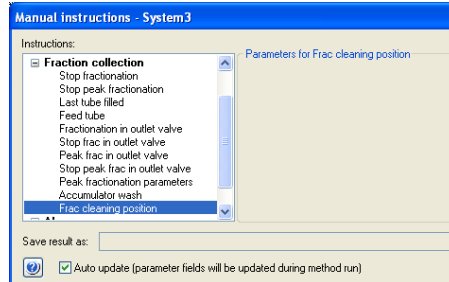 Manual instructions - System3
Instructions:
Parameters for Frac cleaning position
Fraction collection
Stop fractionation
Stop peak fractionation
Last tube filled
Feed tube
Fractionation in outlet valve
Stop frac in outlet valve
Peak frac in outlet valve
Stop peak frac in outlet valve
Peak fractionation parameters
Accumulator wash
Frac cleaning position
Save result as:
Auto update (parameter fields will be updated during method run)